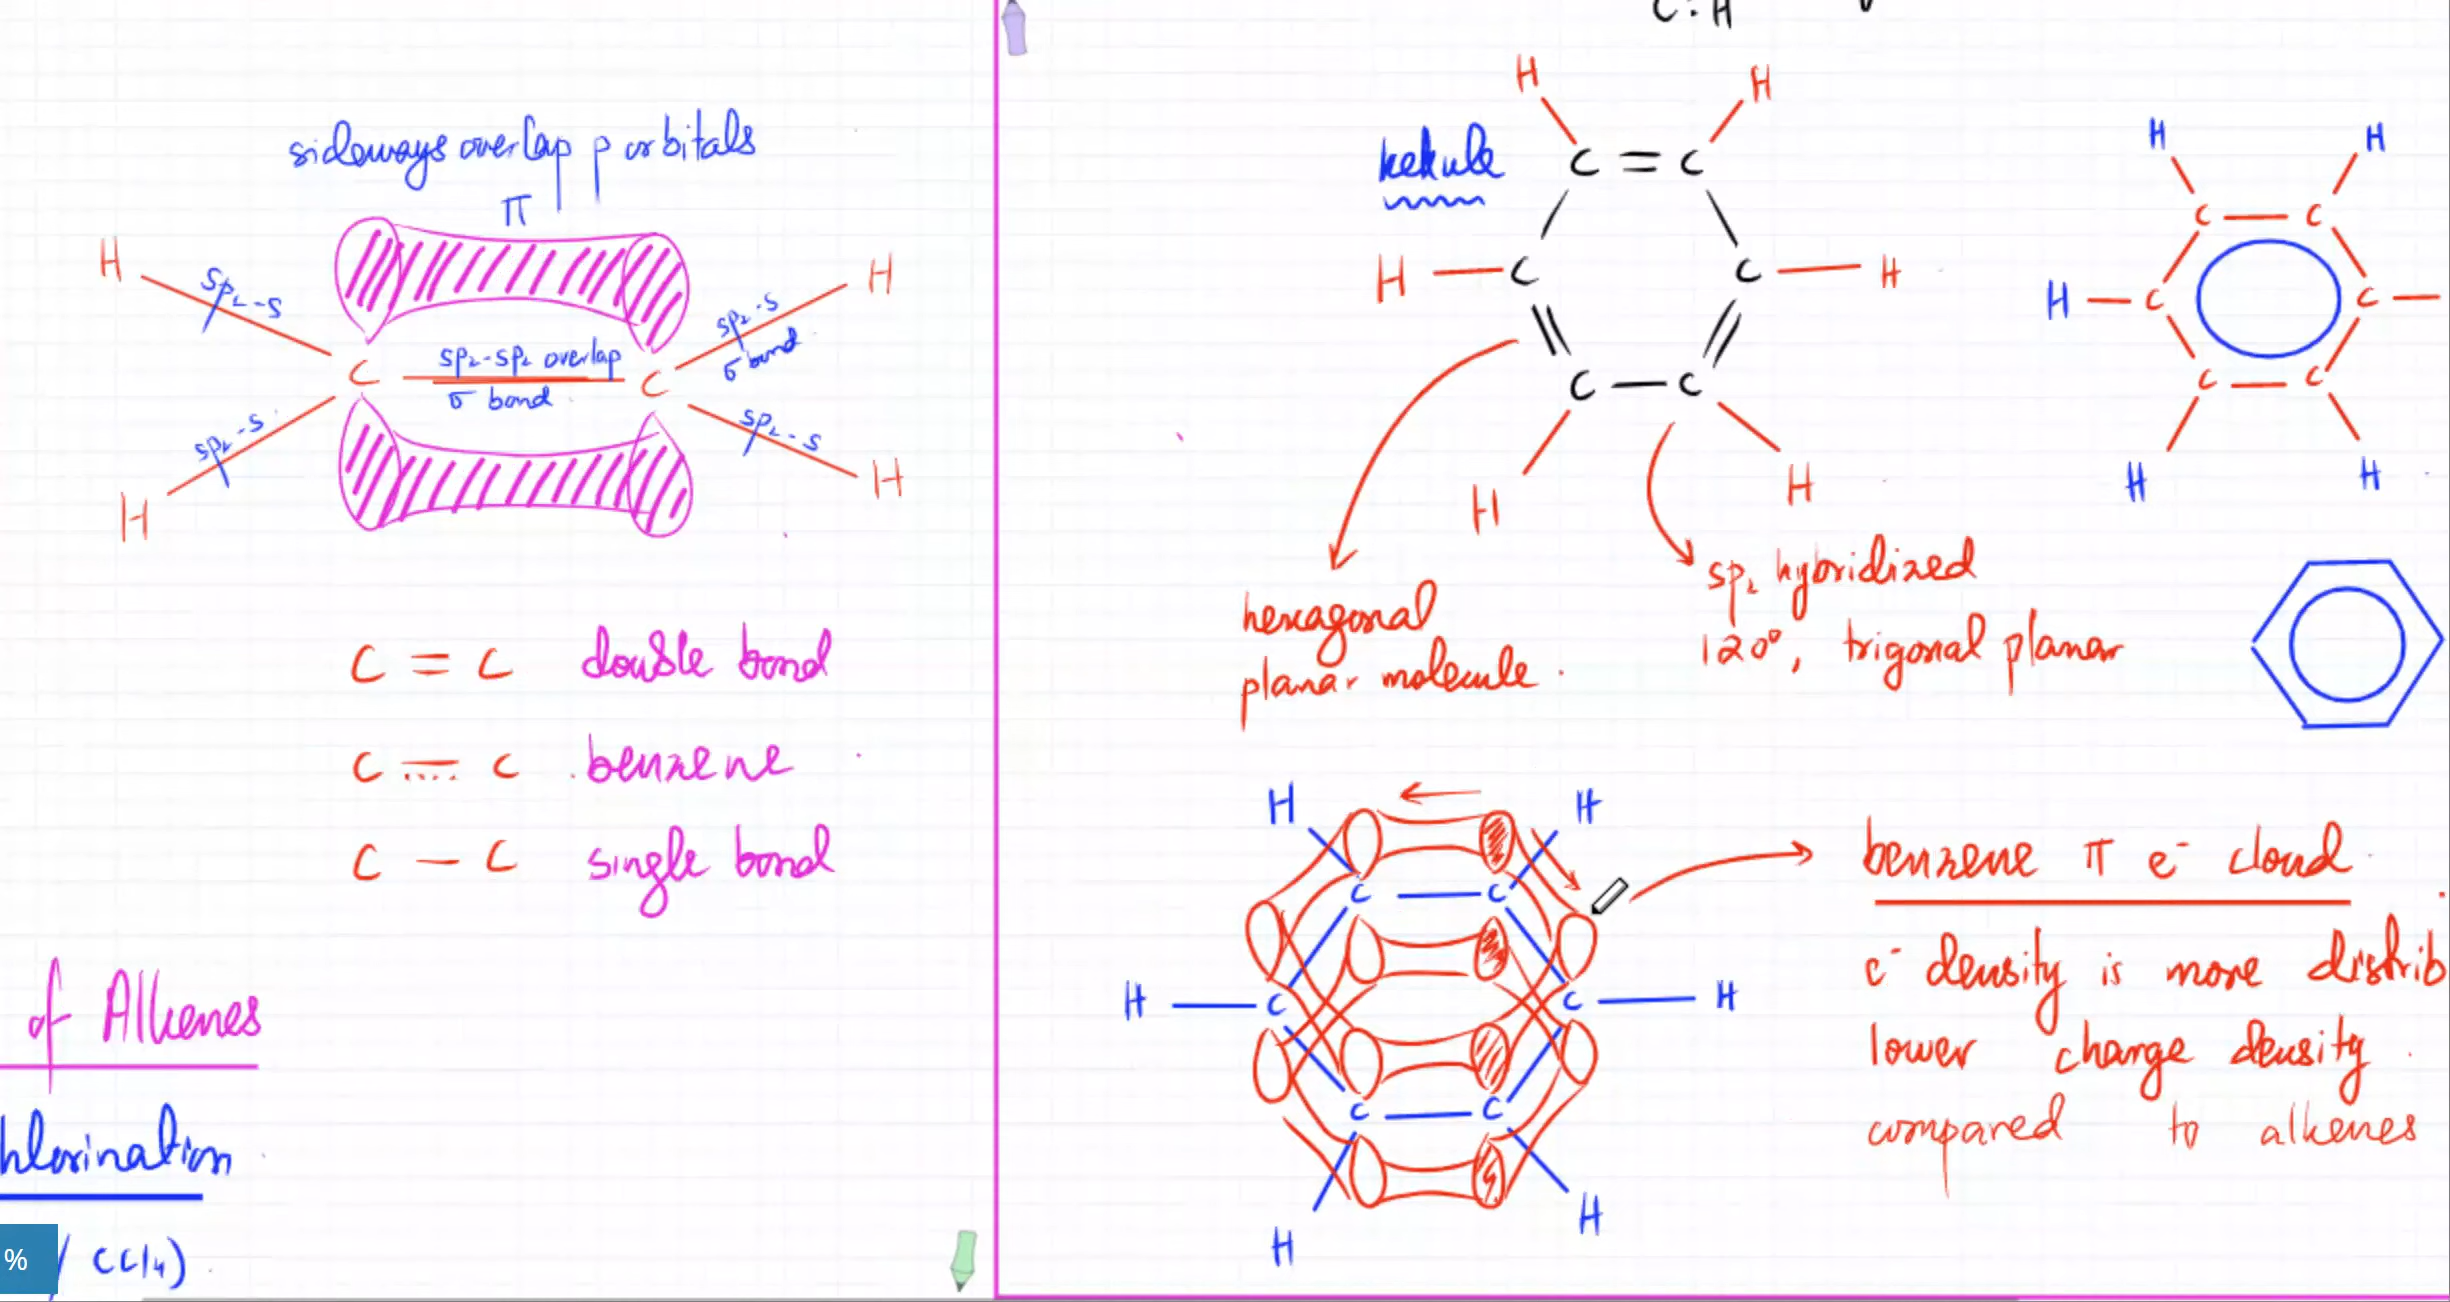 sideways overlap p orbitals
π
H
H
sp₂-s
sp₂-s
σ bond
C
sp₂-sp₂ overlap
σ bond
C
sp₂-s
sp₂-s
H
H
C = C double bond
C C benzene
C - C single bond
of Alkenes
hlorination
/ CCl₄)
%
C : H
kekule
H H
C = C
H C C H
C C
H H
hexagonal
planar molecule.
sp₂ hybridized
120°, trigonal planar
H H
C C
H C C
C C
H H
H H
C C
H C C H
C C
H H
benzene π e⁻ cloud
e⁻ density is more distrib
lower charge density.
compared to alkenes